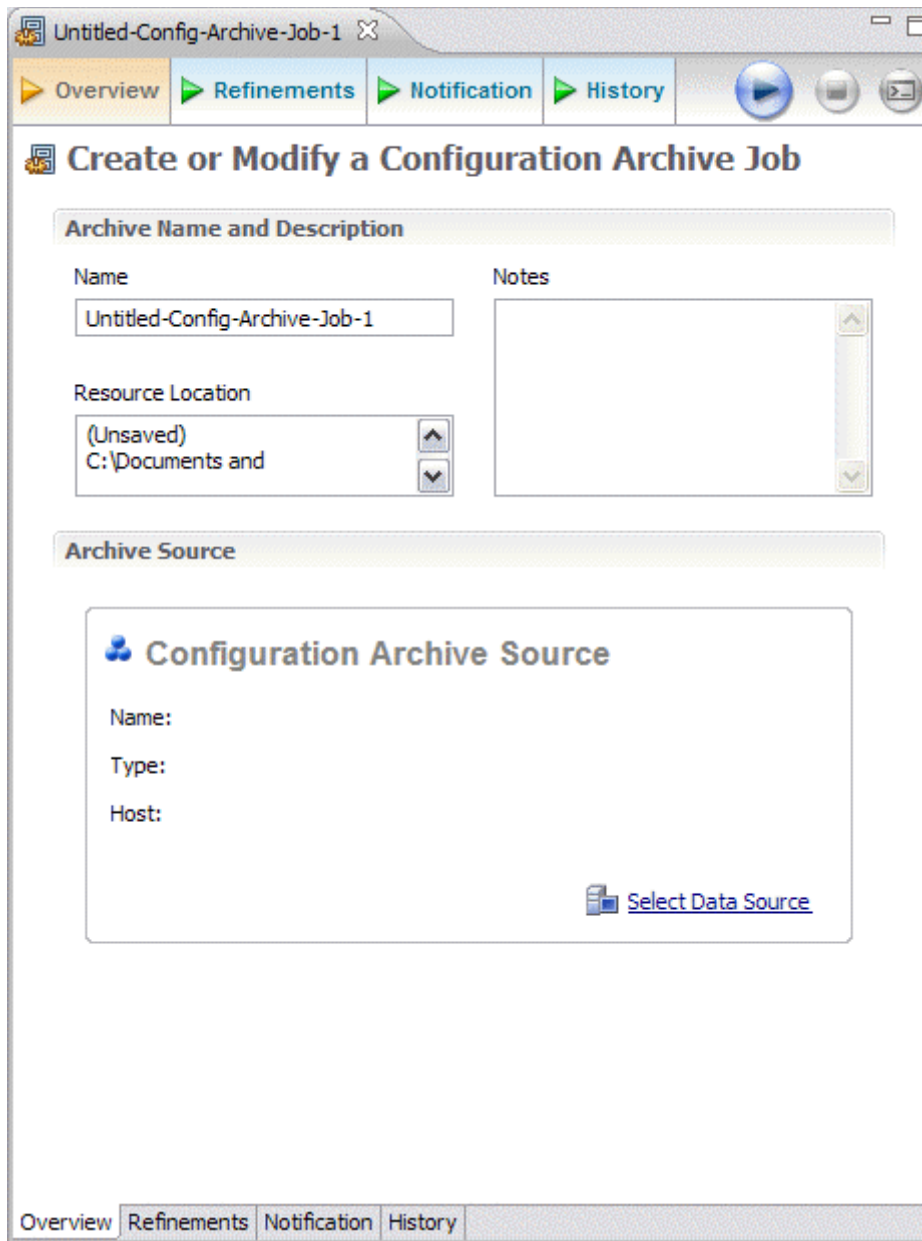 Untitled-Config-Archive-Job-1
Overview Refinements Notification History
Create or Modify a Configuration Archive Job
Archive Name and Description
Name
Untitled-Config-Archive-Job-1
Notes
Resource Location
(Unsaved)
C:\Documents and
Archive Source
Configuration Archive Source
Name:
Type:
Host:
Select Data Source
Overview Refinements Notification History